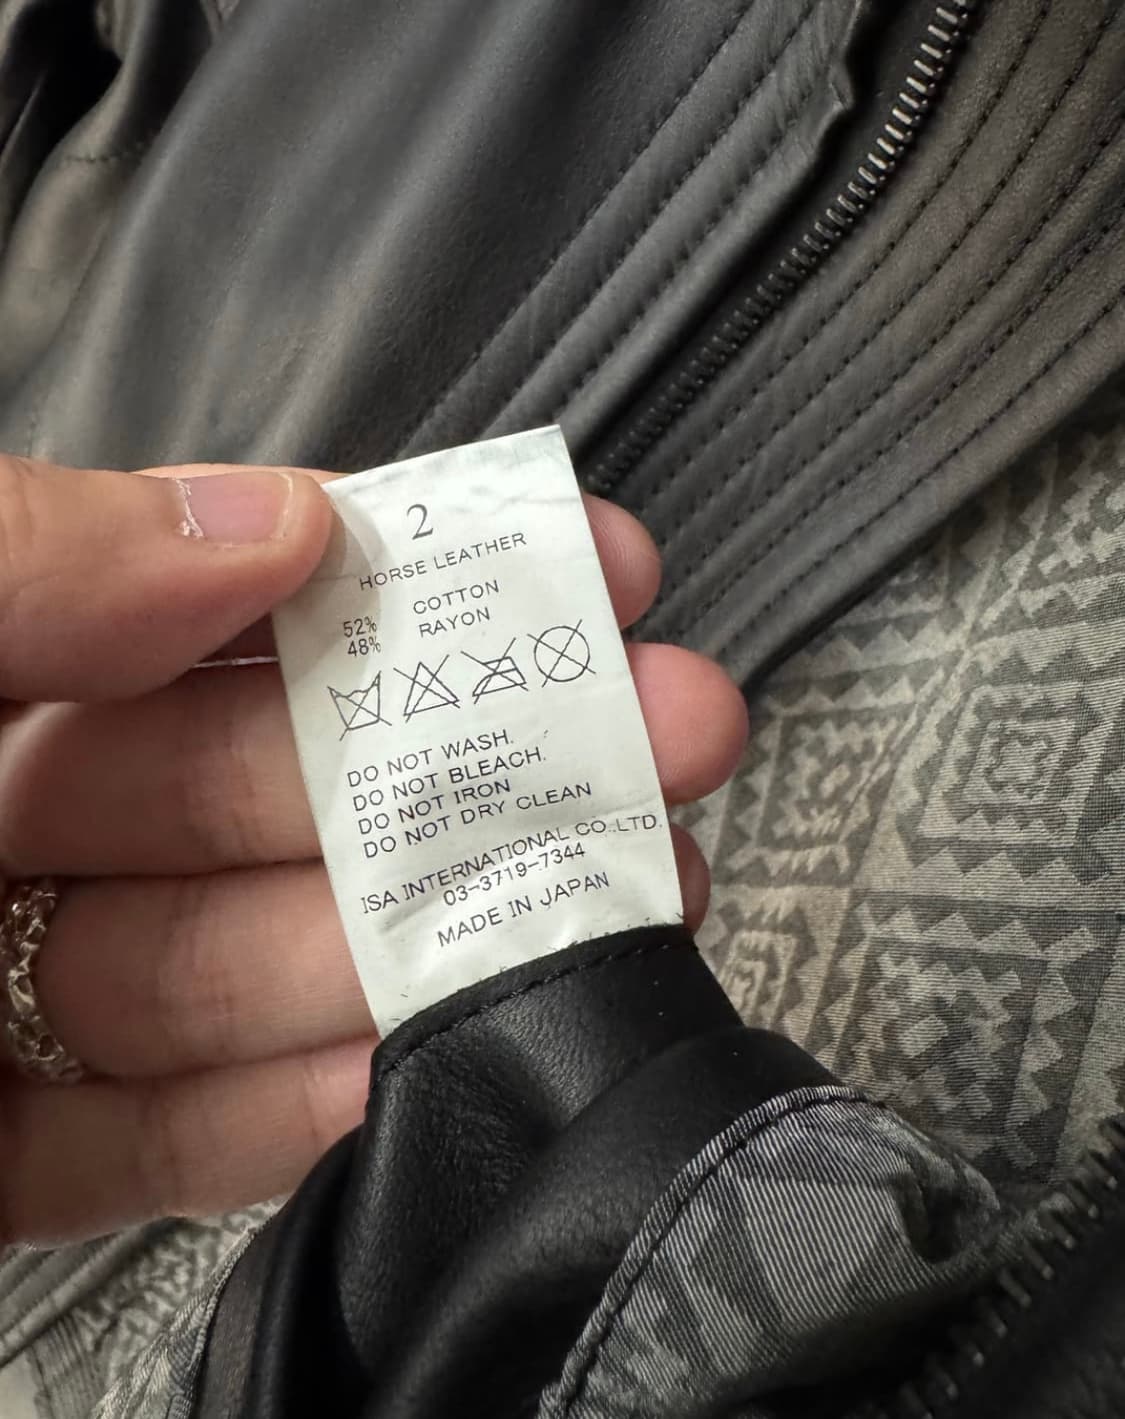 2
HORSE LEATHER
52% COTTON
48% RAYON
DO NOT WASH.
DO NOT BLEACH.
DO NOT IRON
DO NOT DRY CLEAN
ISA INTERNATIONAL CO.,LTD.
03-3719-7344
MADE IN JAPAN